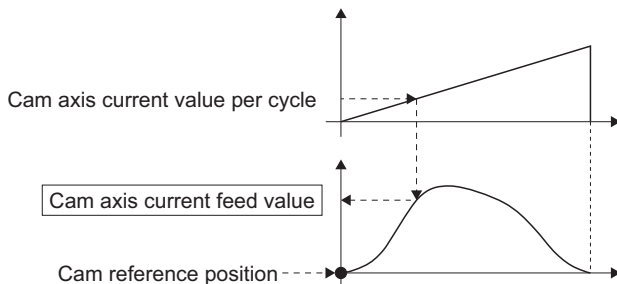 Cam axis current value per cycle
Cam axis current feed value
Cam reference position